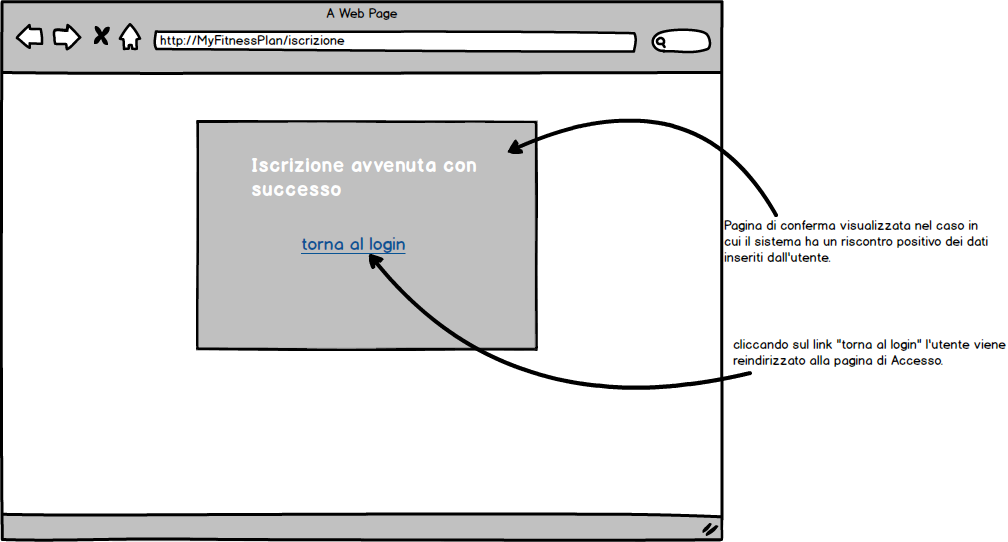 A Web Page
http://MyFitnessPlan/iscrizione
Iscrizione avvenuta con
successo
torna al login
Pagina di conferma visualizzata nel caso in
cui il sistema ha un riscontro positivo dei dati
inseriti dall'utente.
cliccando sul link "torna al login" l'utente viene
reindirizzato alla pagina di Accesso.